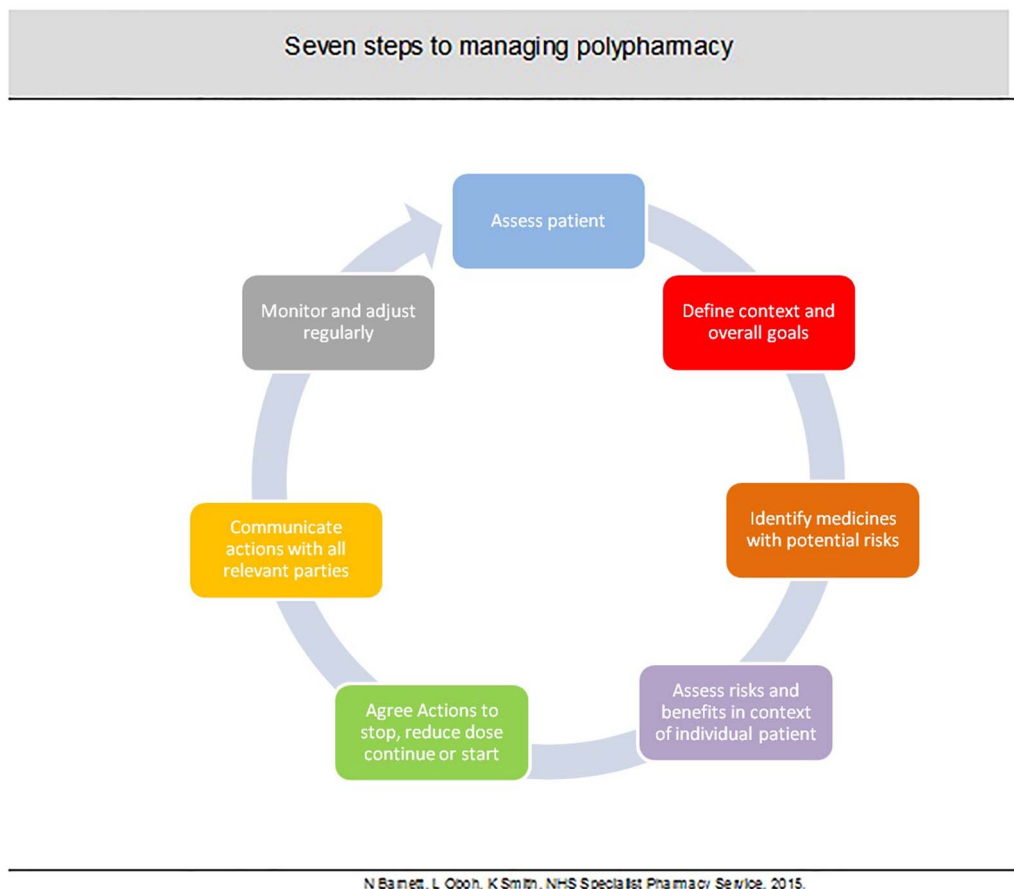 Seven steps to managing polypharmacy
Assess patient
Define context and
overall goals
Identify medicines
with potential risks
Assess risks and
benefits in context
of individual patient
Agree Actions to
stop, reduce dose
continue or start
Communicate
actions with all
relevant parties
Monitor and adjust
regularly
N Barnett, L Oboh, K Smith, NHS Specialist Pharmacy Service, 2015.